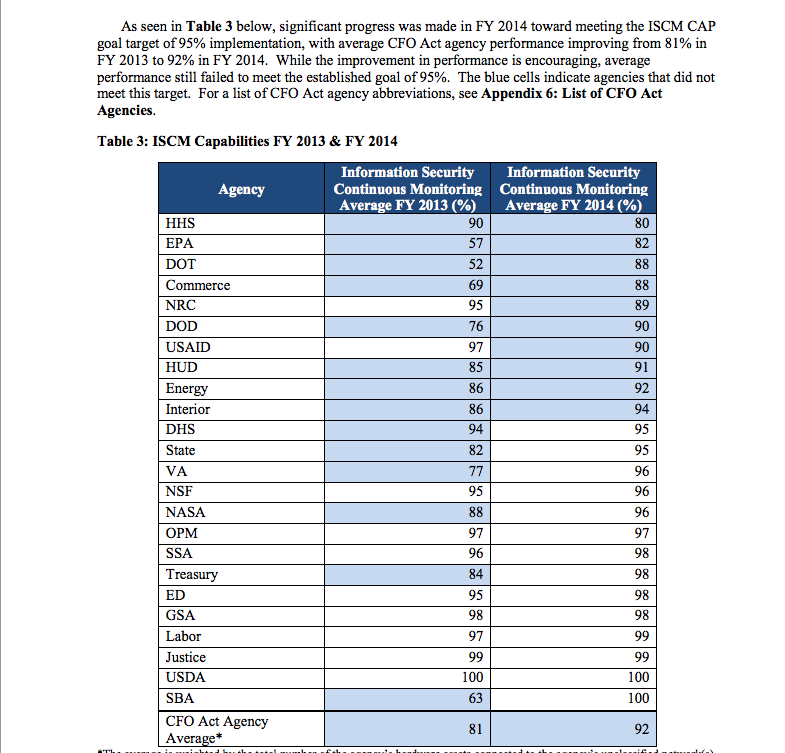 As seen in Table 3 below, significant progress was made in FY 2014 toward meeting the ISCM CAP
goal target of 95% implementation, with average CFO Act agency performance improving from 81% in
FY 2013 to 92% in FY 2014. While the improvement in performance is encouraging, average
performance still failed to meet the established goal of 95%. The blue cells indicate agencies that did not
meet this target. For a list of CFO Act agency abbreviations, see Appendix 6: List of CFO Act
Agencies.
Table 3: ISCM Capabilities FY 2013 & FY 2014
Agency Information Security Continuous Monitoring Average FY 2013 (%) Information Security Continuous Monitoring Average FY 2014 (%)
HHS 90 80
EPA 57 82
DOT 52 88
Commerce 69 88
NRC 95 89
DOD 76 90
USAID 97 90
HUD 85 91
Energy 86 92
Interior 86 94
DHS 94 95
State 82 95
VA 77 96
NSF 95 96
NASA 88 96
OPM 97 97
SSA 96 98
Treasury 84 98
ED 95 98
GSA 98 98
Labor 97 99
Justice 99 99
USDA 100 100
SBA 63 100
CFO Act Agency Average* 81 92